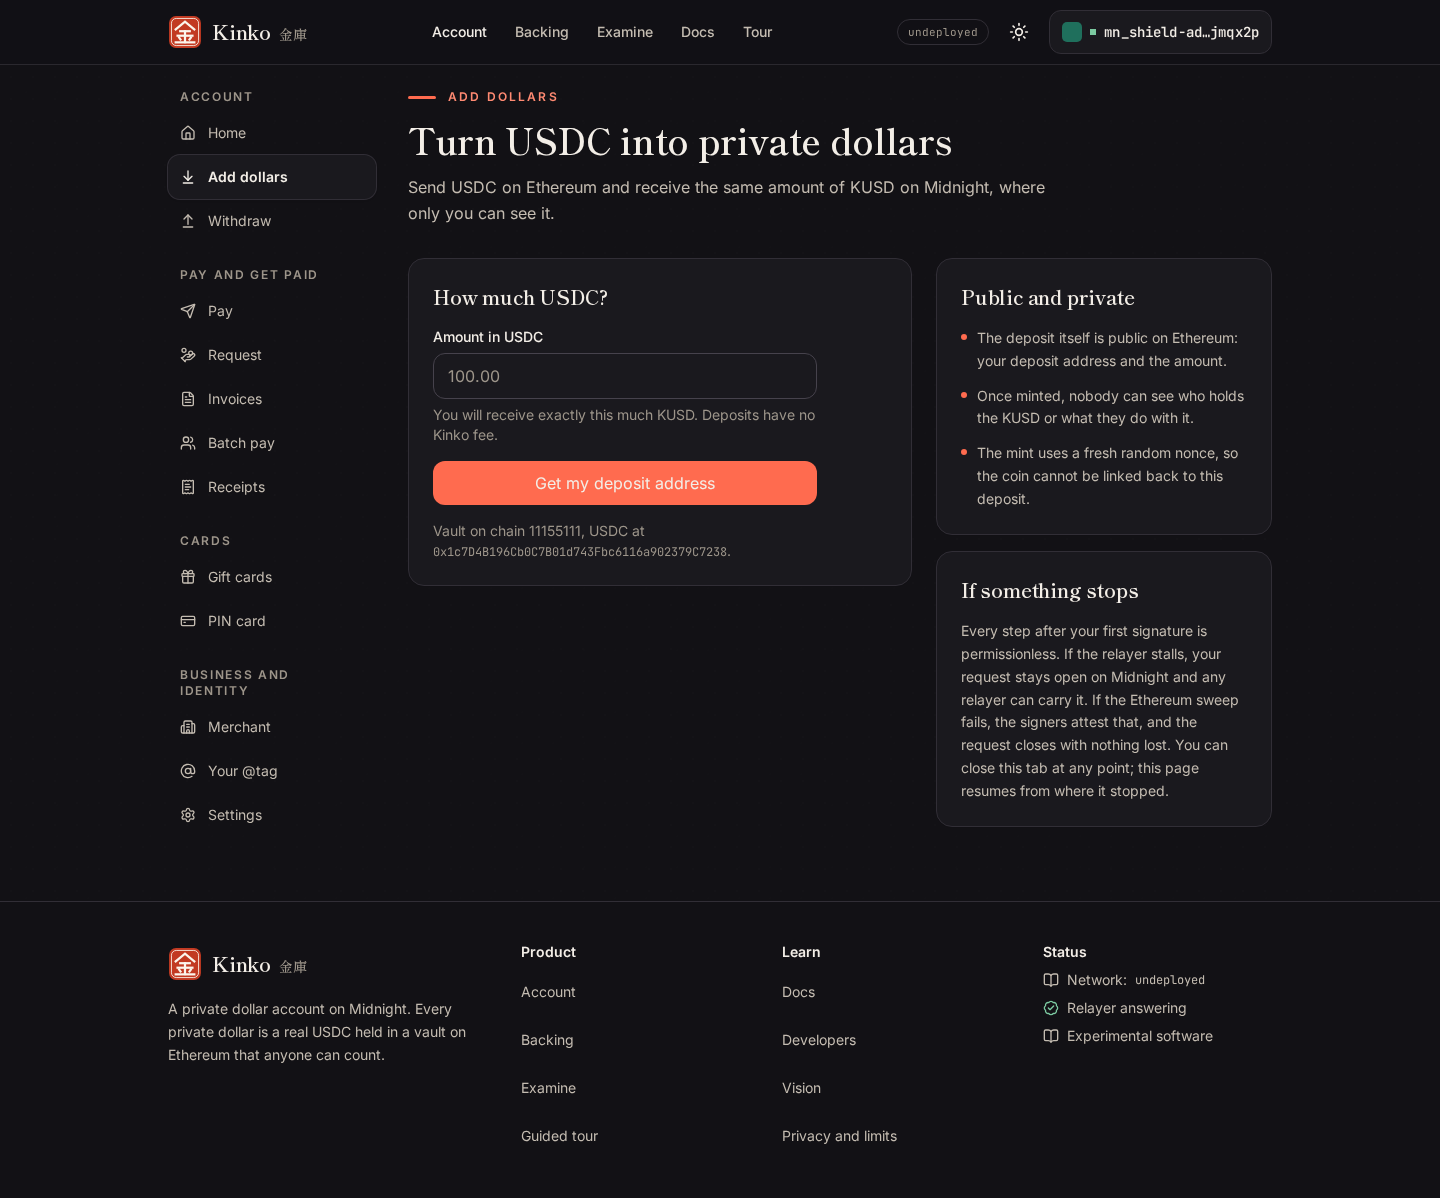 金 Kinko 金庫
Account Backing Examine Docs Tour
undeployed
mn_shield-ad…jmqx2p
ACCOUNT
Home
Add dollars
Withdraw
PAY AND GET PAID
Pay
Request
Invoices
Batch pay
Receipts
CARDS
Gift cards
PIN card
BUSINESS AND
IDENTITY
Merchant
Your @tag
Settings
ADD DOLLARS
Turn USDC into private dollars
Send USDC on Ethereum and receive the same amount of KUSD on Midnight, where
only you can see it.
How much USDC?
Amount in USDC
100.00
You will receive exactly this much KUSD. Deposits have no
Kinko fee.
Get my deposit address
Vault on chain 11155111, USDC at
0x1c7D4B196Cb0C7B01d743Fbc6116a902379C7238.
Public and private
The deposit itself is public on Ethereum:
your deposit address and the amount.
Once minted, nobody can see who holds
the KUSD or what they do with it.
The mint uses a fresh random nonce, so
the coin cannot be linked back to this
deposit.
If something stops
Every step after your first signature is
permissionless. If the relayer stalls, your
request stays open on Midnight and any
relayer can carry it. If the Ethereum sweep
fails, the signers attest that, and the
request closes with nothing lost. You can
close this tab at any point; this page
resumes from where it stopped.
金 Kinko 金庫
A private dollar account on Midnight. Every
private dollar is a real USDC held in a vault on
Ethereum that anyone can count.
Product
Account
Backing
Examine
Guided tour
Learn
Docs
Developers
Vision
Privacy and limits
Status
Network: undeployed
Relayer answering
Experimental software